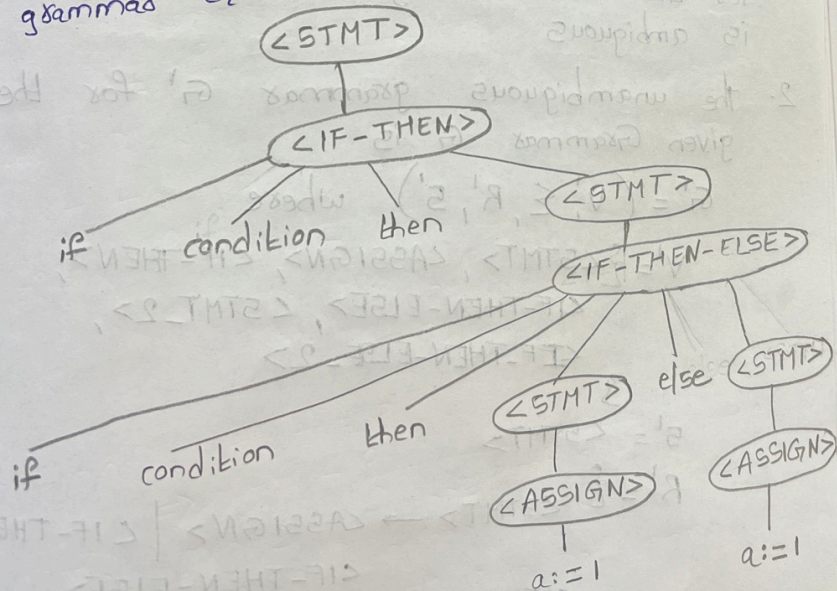 grammar
<STMT>
<IF-THEN>
<STMT>
if condition then
<IF-THEN-ELSE>
<STMT> else <STMT>
if condition then
<ASSIGN> <ASSIGN>
a:=1 a:=1